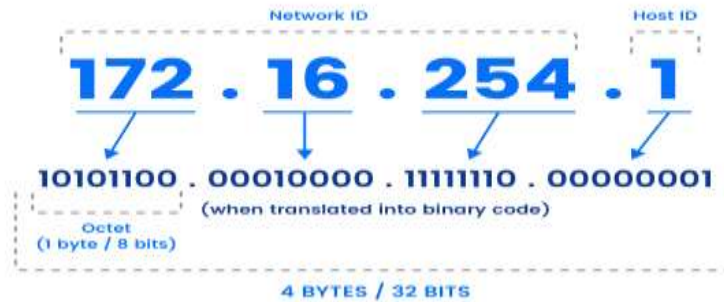 Network ID Host ID
172 . 16 . 254 . 1
10101100 . 00010000 . 11111110 . 00000001
(when translated into binary code)
Octet
(1 byte / 8 bits)
4 BYTES / 32 BITS